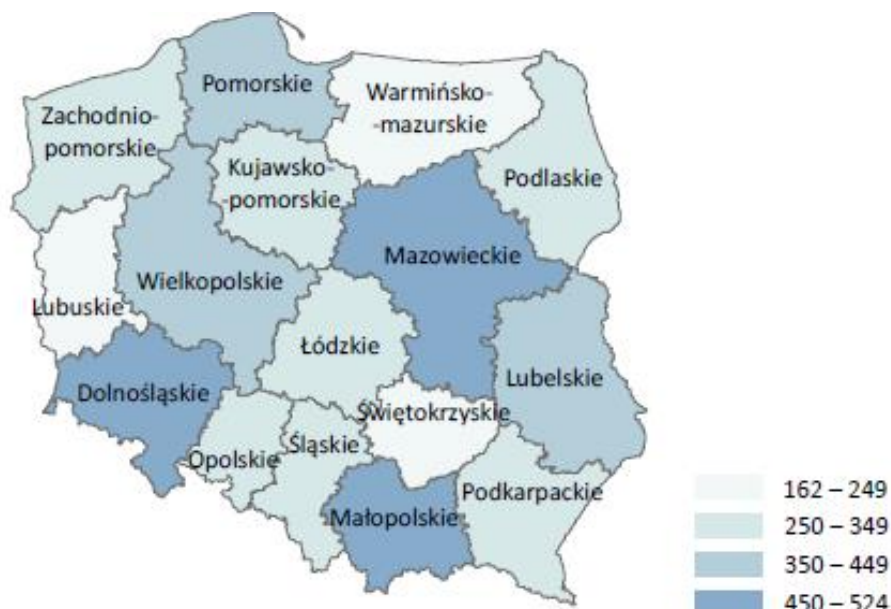 Pomorskie
Warmińsko-
-mazurskie
Zachodnio-
pomorskie
Kujawsko-
-pomorskie
Podlaskie
Mazowieckie
Wielkopolskie
Lubuskie
Łódzkie
Lubelskie
Dolnośląskie
Świętokrzyskie
Opolskie
Śląskie
Podkarpackie
Małopolskie
162 – 249
250 – 349
350 – 449
450 – 524